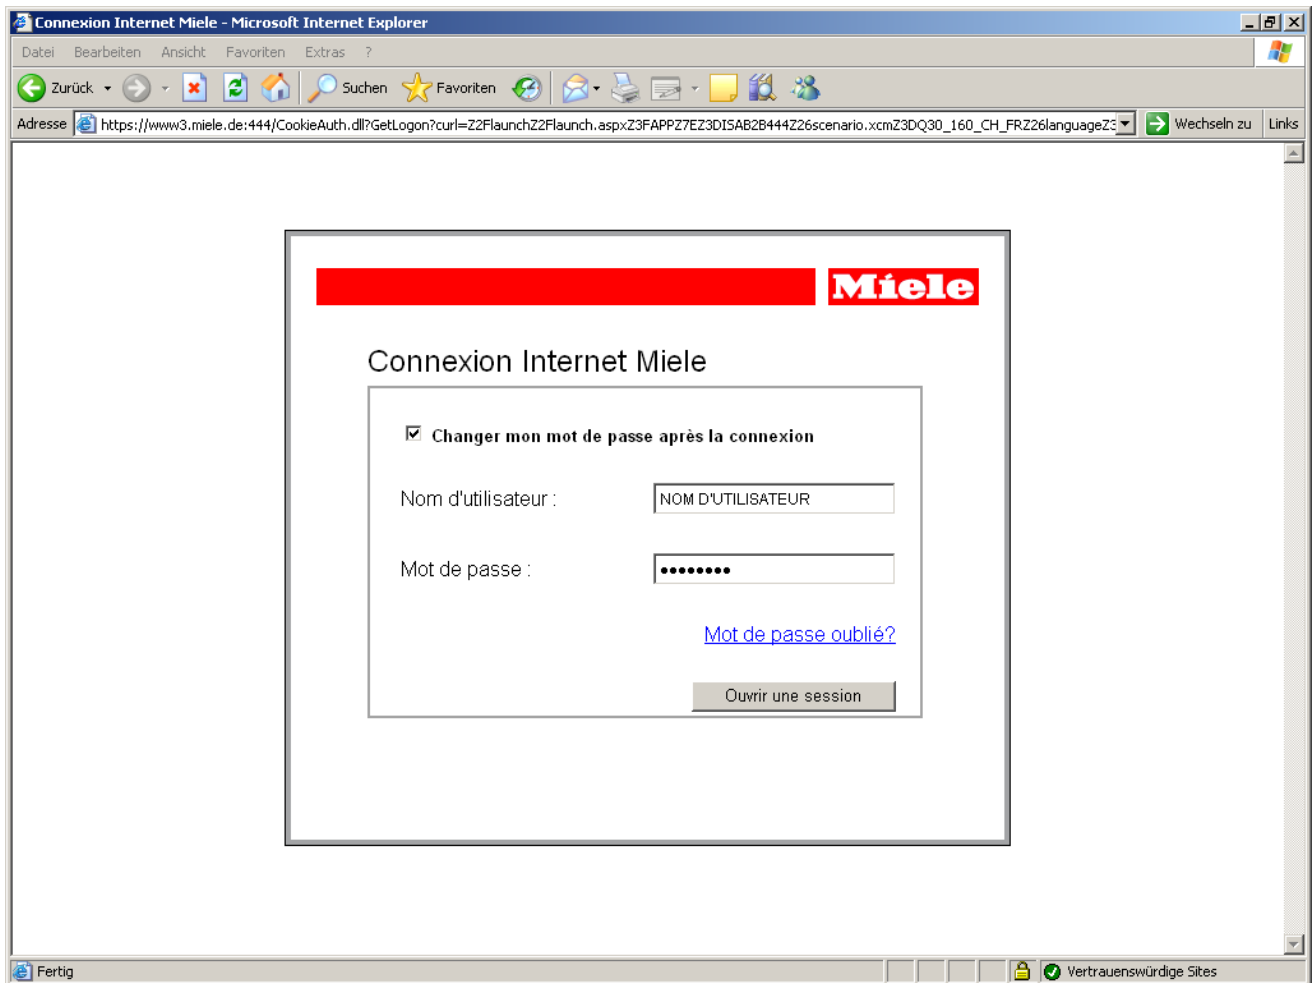 Connexion Internet Miele - Microsoft Internet Explorer
Datei Bearbeiten Ansicht Favoriten Extras ?
Zurück Suchen Favoriten
Adresse https://www3.miele.de:444/CookieAuth.dll?GetLogon?curl=Z2FlaunchZ2Flaunch.aspxZ3FAPPZ7EZ3DISAB2B444Z26scenario.xcmZ3DQ30_160_CH_FRZ26languageZ3 Wechseln zu Links
Miele
Connexion Internet Miele
Changer mon mot de passe après la connexion
Nom d'utilisateur : NOM D'UTILISATEUR
Mot de passe : ••••••••
Mot de passe oublié?
Ouvrir une session
Fertig Vertrauenswürdige Sites